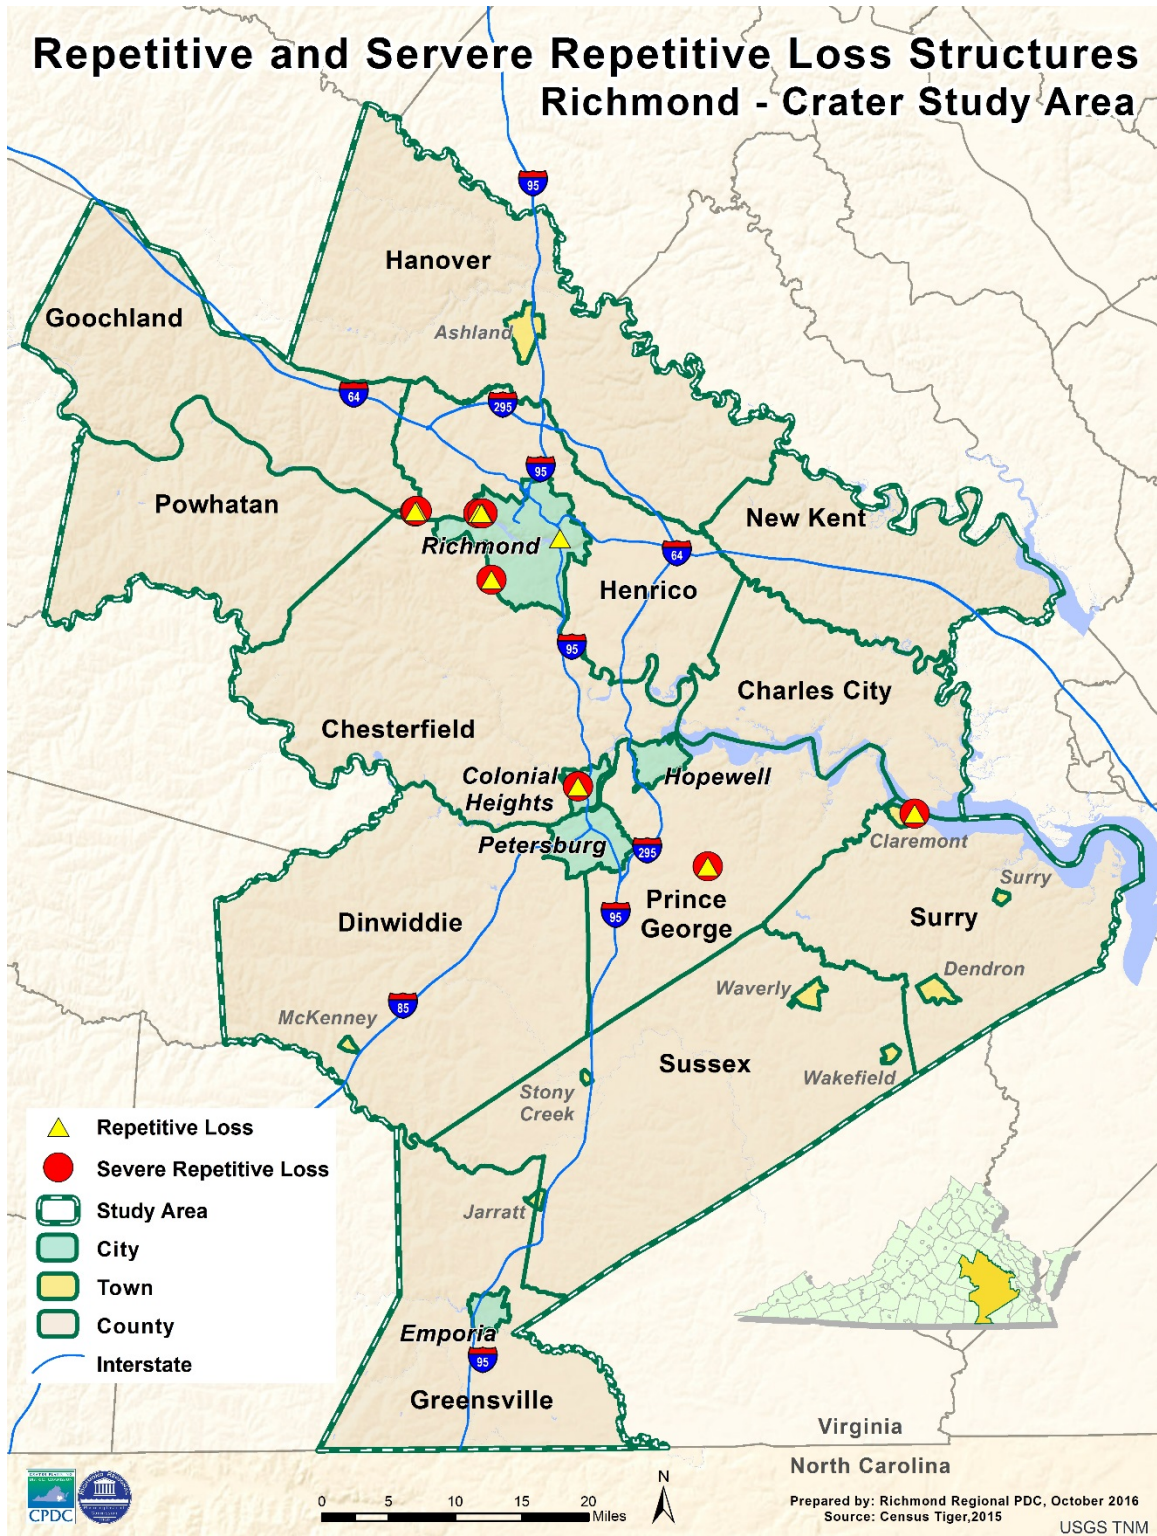 Repetitive and Servere Repetitive Loss Structures
Richmond - Crater Study Area
95
Hanover
Goochland
Ashland
64
295
95
Powhatan
New Kent
Richmond
64
Henrico
95
Charles City
Chesterfield
Colonial
Heights
Hopewell
Petersburg
295
Claremont
Surry
Prince
George
95
Dinwiddie
Surry
Dendron
Waverly
85
McKenney
Sussex
Wakefield
Stony
Creek
Jarratt
Emporia
95
Greensville
Repetitive Loss
Severe Repetitive Loss
Study Area
City
Town
County
Interstate
Virginia
North Carolina
CPDC
0 5 10 15 20
Miles
N
Prepared by: Richmond Regional PDC, October 2016
Source: Census Tiger,2015
USGS TNM